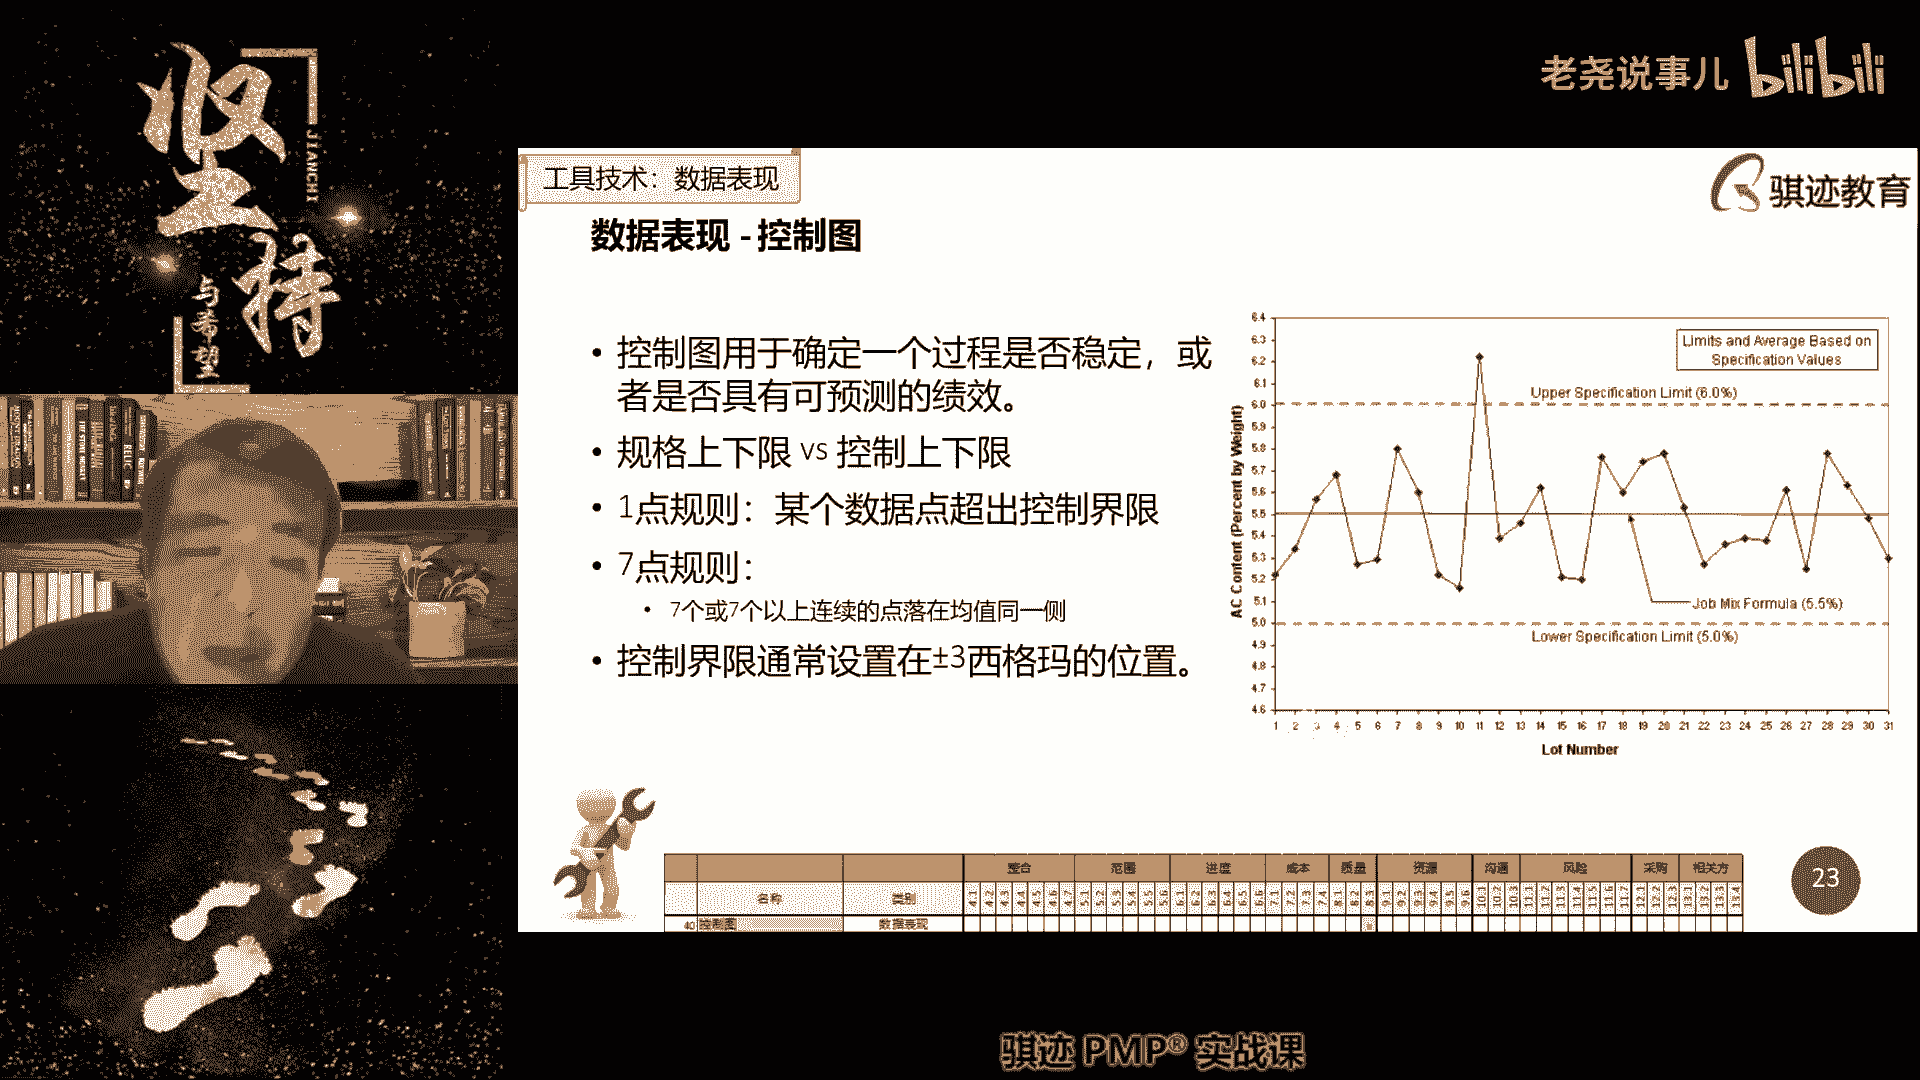 坚持
JIANCHI
与希望
老尧说事儿 bilibili
工具技术：数据表现
骐迹教育
数据表现 - 控制图
• 控制图用于确定一个过程是否稳定，或
者是否具有可预测的绩效。
• 规格上下限 vs 控制上下限
• 1点规则：某个数据点超出控制界限
• 7点规则：
• 7个或7个以上连续的点落在均值同一侧
• 控制界限通常设置在±3西格玛的位置。
Limits and Average Based on
Specification Values
Upper Specification Limit (6.0%)
Job Mix Formula (5.5%)
Lower Specification Limit (5.0%)
AC Content (Percent by Weight)
6.4
6.3
6.2
6.1
6.0
5.9
5.8
5.7
5.6
5.5
5.4
5.3
5.2
5.1
5.0
4.9
4.8
4.7
4.6
1 2 3 4 5 6 7 8 9 10 11 12 13 14 15 16 17 18 19 20 21 22 23 24 25 26 27 28 29 30 31
Lot Number
整合 范围 进度 成本 质量 资源 沟通 风险 采购 相关方
名称 类别
40 控制图 数据表现
23
骐迹 PMP® 实战课